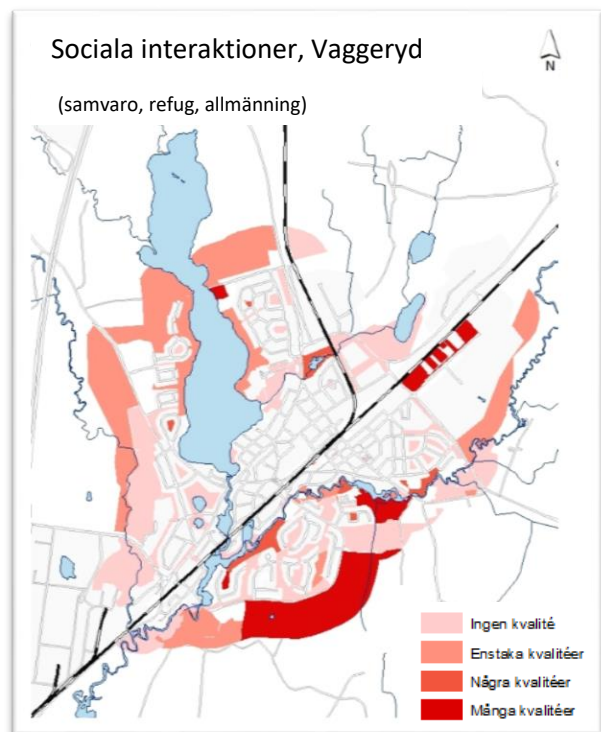 Sociala interaktioner, Vaggeryd
N
(samvaro, refug, allmänning)
Ingen kvalité
Enstaka kvalitéer
Några kvalitéer
Många kvalitéer